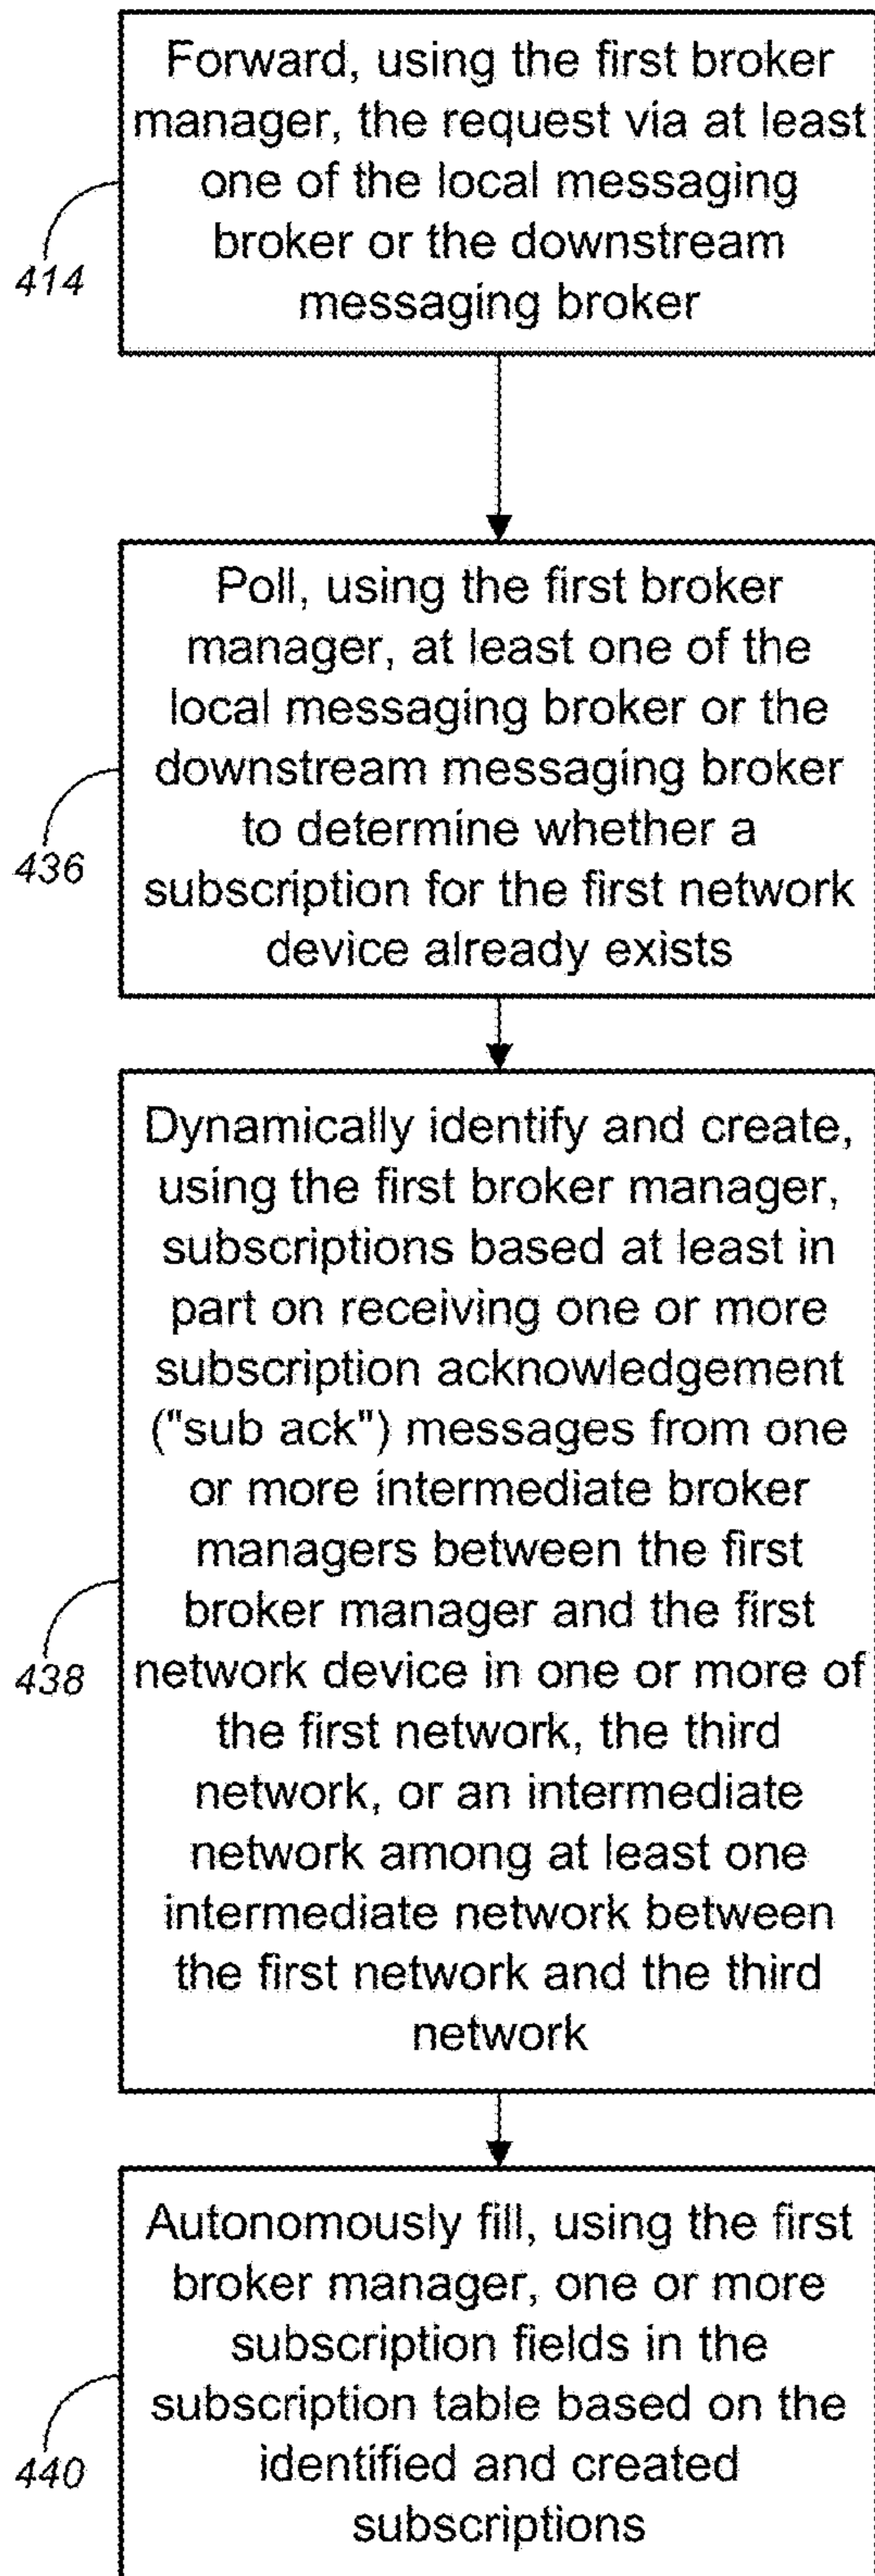 Forward, using the first broker
manager, the request via at least
one of the local messaging
broker or the downstream
messaging broker
414
Poll, using the first broker
manager, at least one of the
local messaging broker or the
downstream messaging broker
to determine whether a
subscription for the first network
device already exists
436
Dynamically identify and create,
using the first broker manager,
subscriptions based at least in
part on receiving one or more
subscription acknowledgement
("sub ack") messages from one
or more intermediate broker
managers between the first
broker manager and the first
network device in one or more of
the first network, the third
network, or an intermediate
network among at least one
intermediate network between
the first network and the third
network
438
Autonomously fill, using the first
broker manager, one or more
subscription fields in the
subscription table based on the
identified and created
subscriptions
440